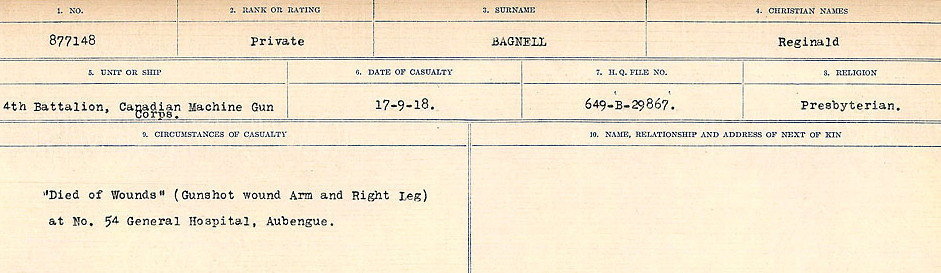 1. NO.
2. RANK OR RATING
3. SURNAME
4. CHRISTIAN NAMES
877148
Private
BAGNELL
Reginald
5. UNIT OR SHIP
6. DATE OF CASUALTY
7. H. Q. FILE NO.
8. RELIGION
4th Battalion, Canadian Machine Gun
Corps.
17-9-18.
649-B-29867.
Presbyterian.
9. CIRCUMSTANCES OF CASUALTY
10. NAME, RELATIONSHIP AND ADDRESS OF NEXT OF KIN
"Died of Wounds" (Gunshot wound Arm and Right Leg)
at No. 54 General Hospital, Aubengue.